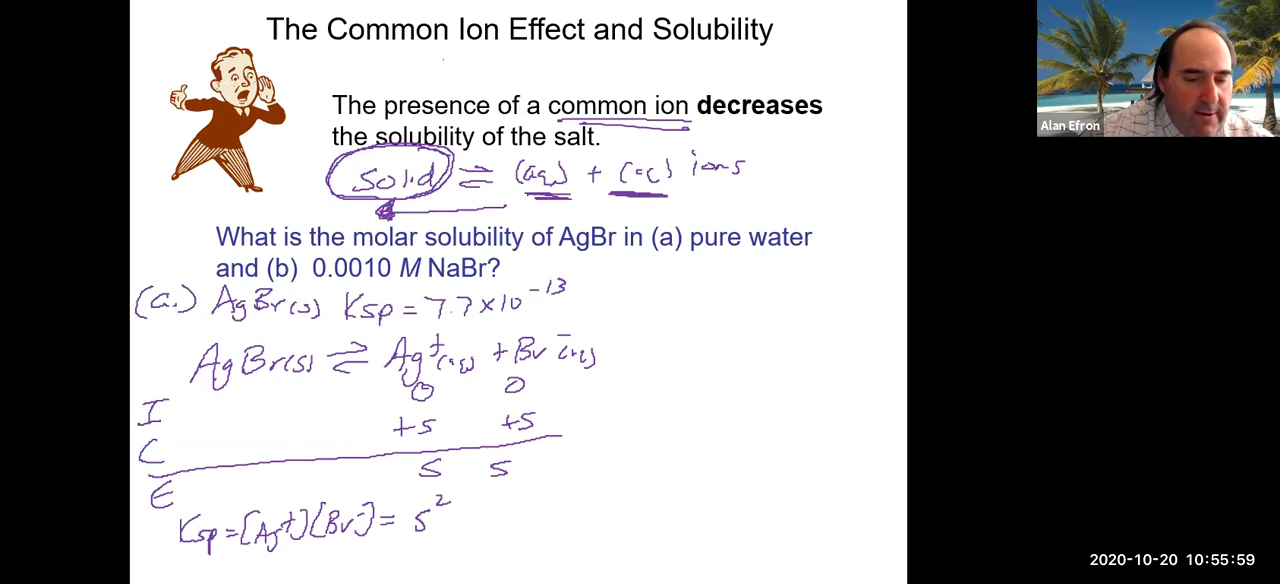 The Common Ion Effect and Solubility
The presence of a common ion decreases
the solubility of the salt.
Solid ⇌ (aq) + (aq) ions
What is the molar solubility of AgBr in (a) pure water
and (b) 0.0010 M NaBr?
(a.) AgBr(s) Ksp = 7.7×10⁻¹³
AgBr(s) ⇌ Ag⁺(aq) + Br⁻(aq)
0 0
I
+s +s
C
s s
E
Ksp = [Ag⁺][Br⁻] = s²
Alan Efron
2020-10-20 10:55:59